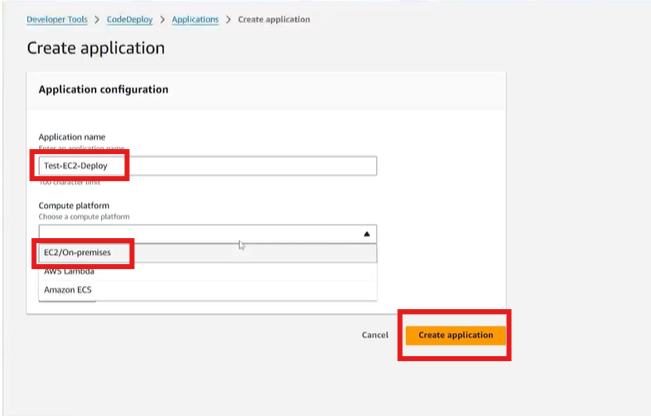 Developer Tools > CodeDeploy > Applications > Create application
Create application
Application configuration
Application name
Enter an application name
Test-EC2-Deploy
100 character limit
Compute platform
Choose a compute platform
EC2/On-premises
AWS Lambda
Amazon ECS
Cancel
Create application